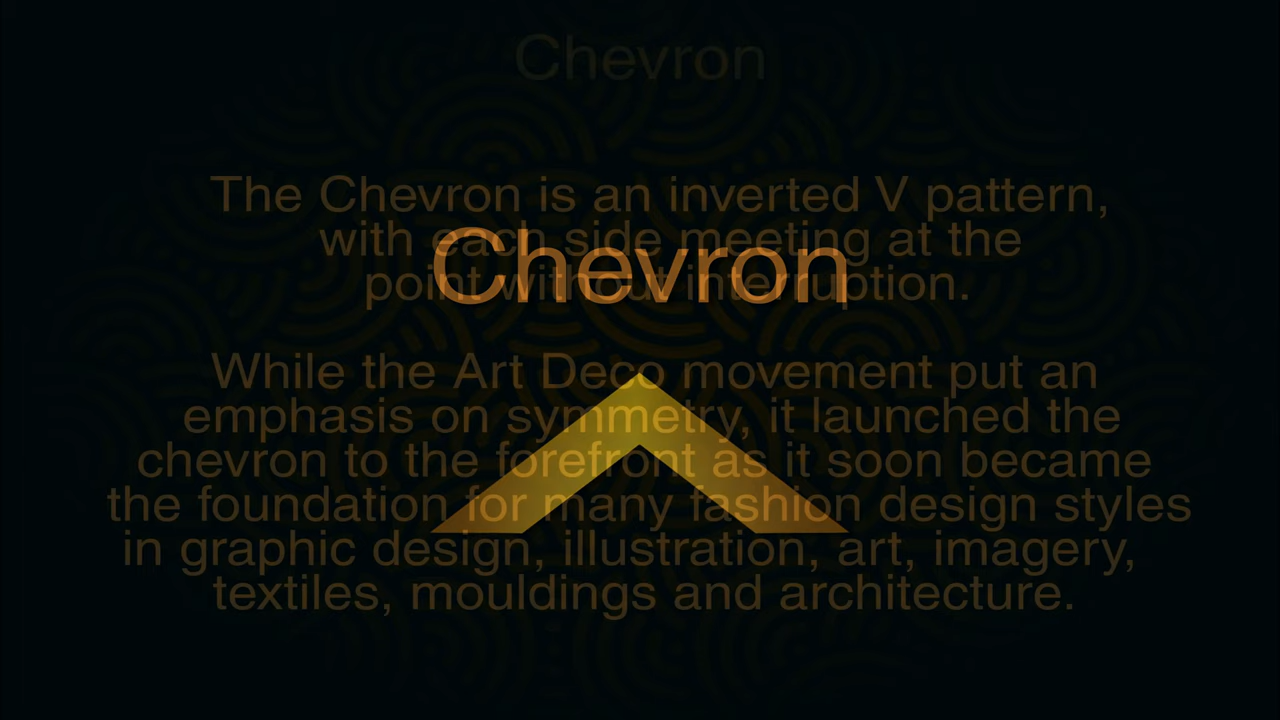 Chevron
The Chevron is an inverted V pattern,
with each side meeting at the
Chevron
point without interruption.
While the Art Deco movement put an
emphasis on symmetry, it launched the
chevron to the forefront as it soon became
the foundation for many fashion design styles
in graphic design, illustration, art, imagery,
textiles, mouldings and architecture.